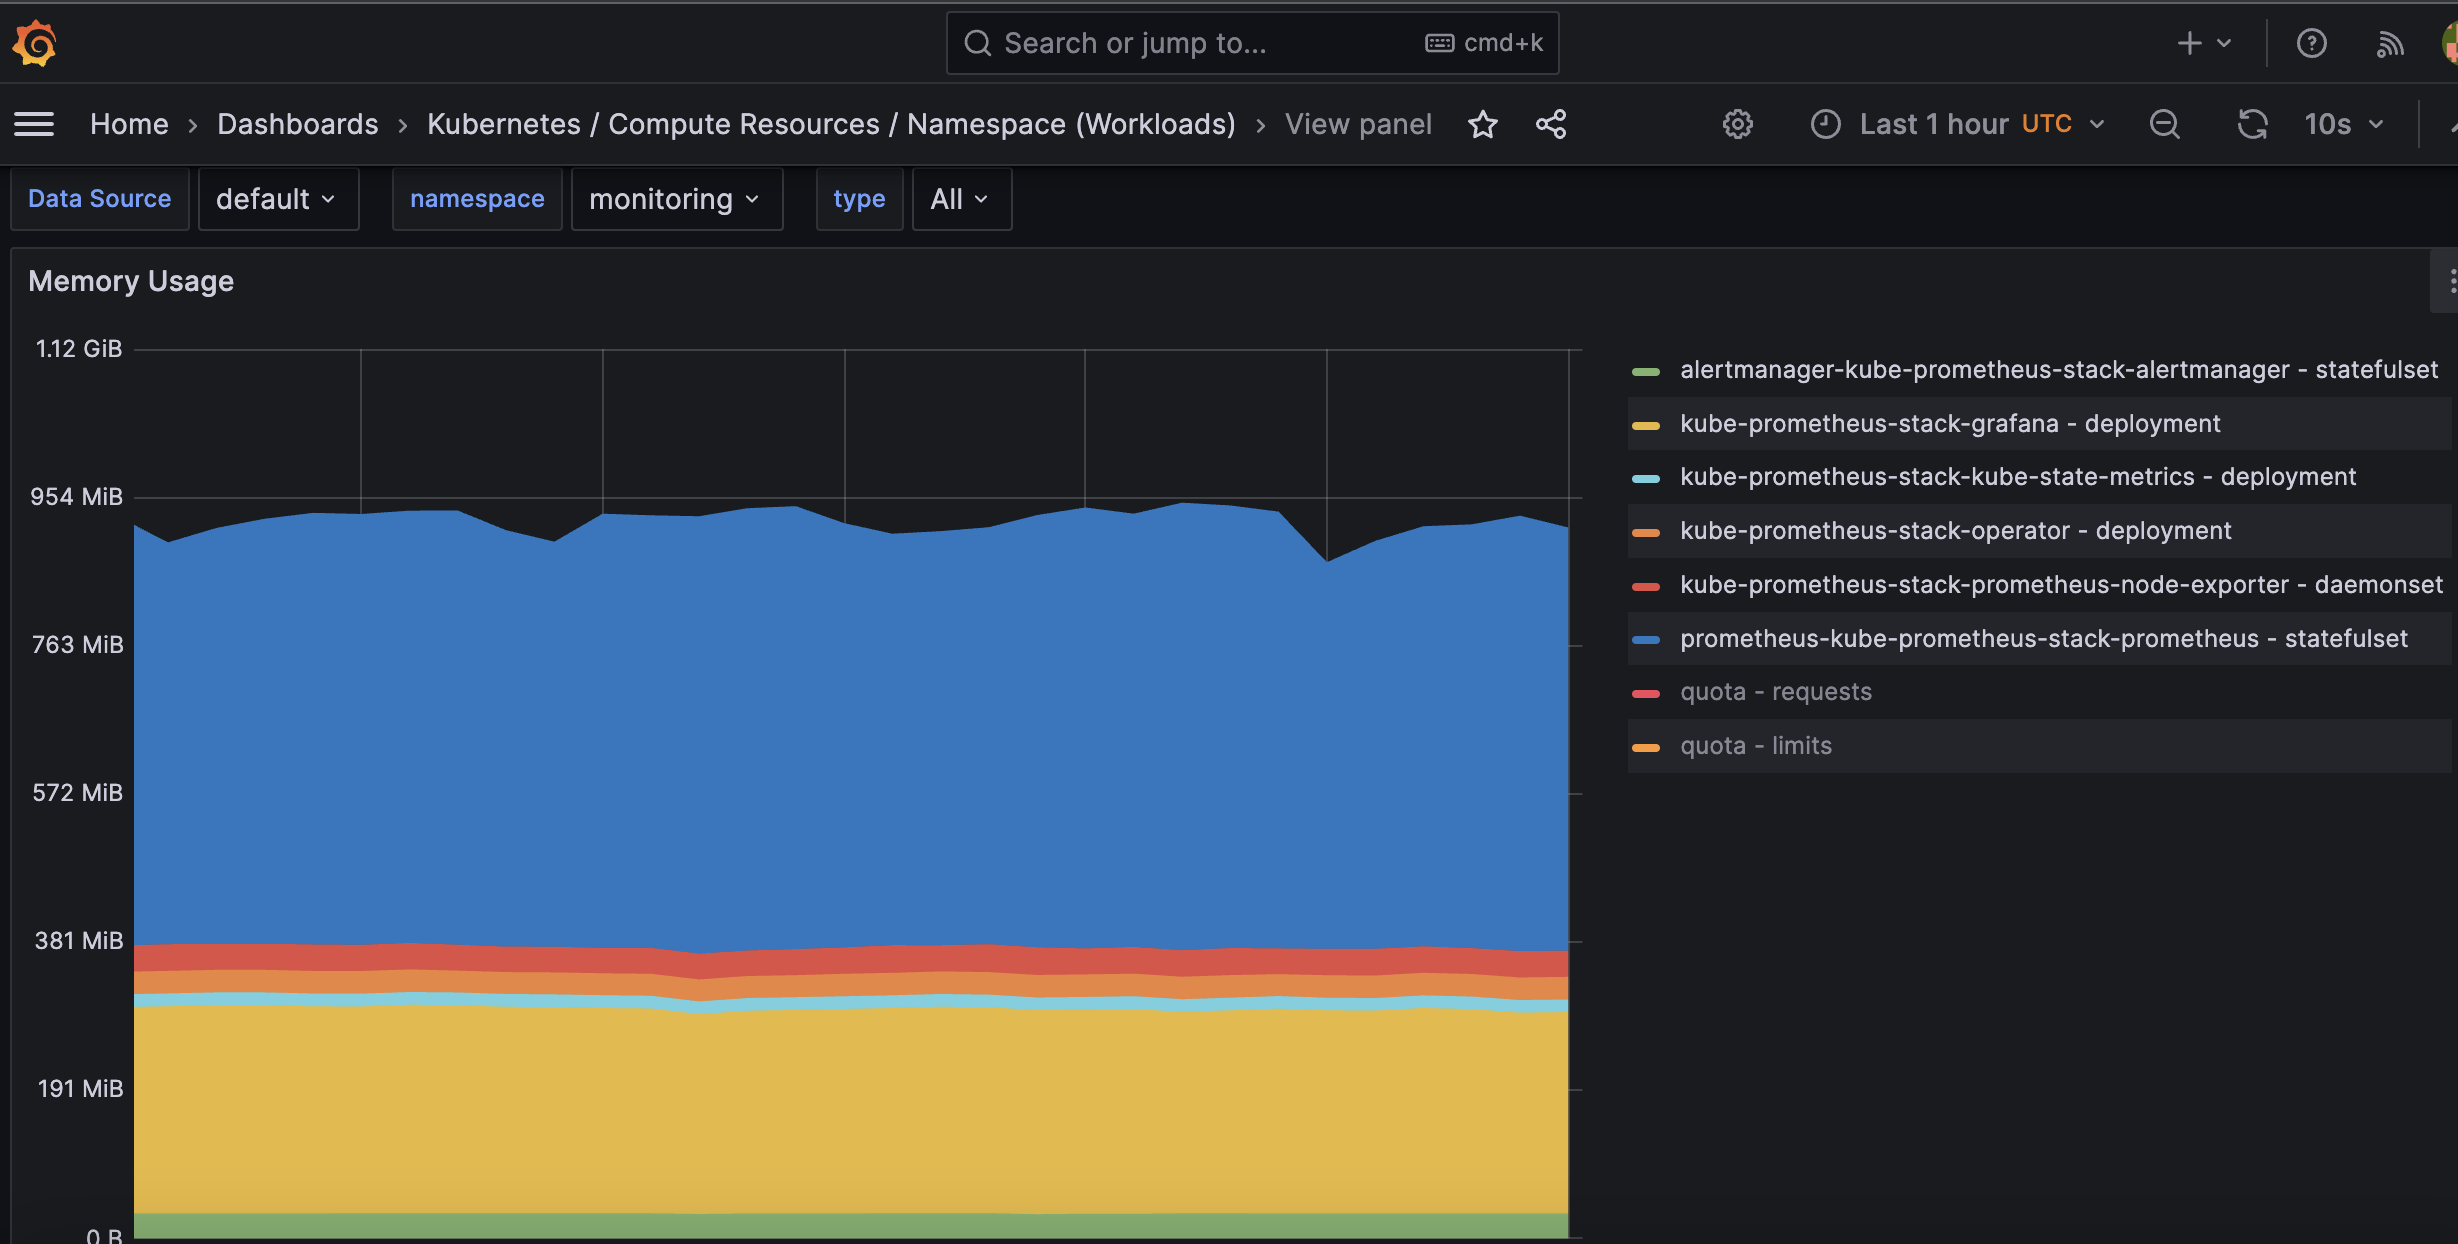 Search or jump to... cmd+k
Home › Dashboards › Kubernetes / Compute Resources / Namespace (Workloads) › View panel Last 1 hour UTC 10s
Data Source default namespace monitoring type All
Memory Usage
1.12 GiB
954 MiB
763 MiB
572 MiB
381 MiB
191 MiB
0 B
alertmanager-kube-prometheus-stack-alertmanager - statefulset
kube-prometheus-stack-grafana - deployment
kube-prometheus-stack-kube-state-metrics - deployment
kube-prometheus-stack-operator - deployment
kube-prometheus-stack-prometheus-node-exporter - daemonset
prometheus-kube-prometheus-stack-prometheus - statefulset
quota - requests
quota - limits